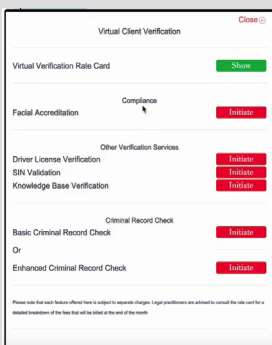 Close
Virtual Client Verification
Virtual Verification Rate Card Show
Compliance
Facial Accreditation Initiate
Other Verification Services
Driver License Verification Initiate
SIN Validation Initiate
Knowledge Base Verification Initiate
Criminal Record Check
Basic Criminal Record Check Initiate
Or
Enhanced Criminal Record Check Initiate
Please note that each feature offered here is subject to separate charges. Legal practitioners are advised to consult the rate card for a
detailed breakdown of the fees that will be billed at the end of the month